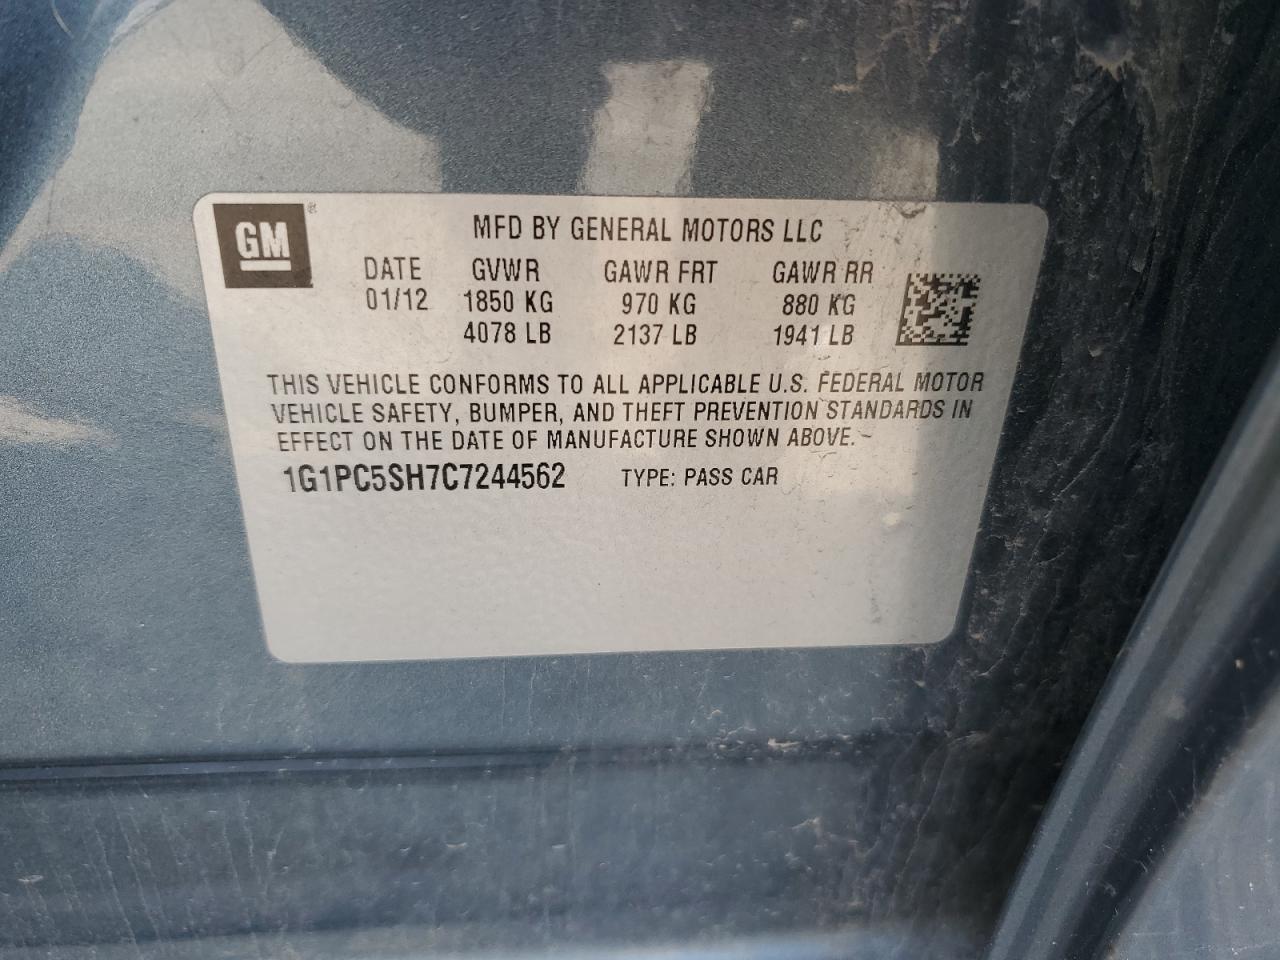 GM®
MFD BY GENERAL MOTORS LLC
DATE GVWR GAWR FRT GAWR RR
01/12 1850 KG 970 KG 880 KG
4078 LB 2137 LB 1941 LB
THIS VEHICLE CONFORMS TO ALL APPLICABLE U.S. FEDERAL MOTOR
VEHICLE SAFETY, BUMPER, AND THEFT PREVENTION STANDARDS IN
EFFECT ON THE DATE OF MANUFACTURE SHOWN ABOVE.
1G1PC5SH7C7244562 TYPE: PASS CAR